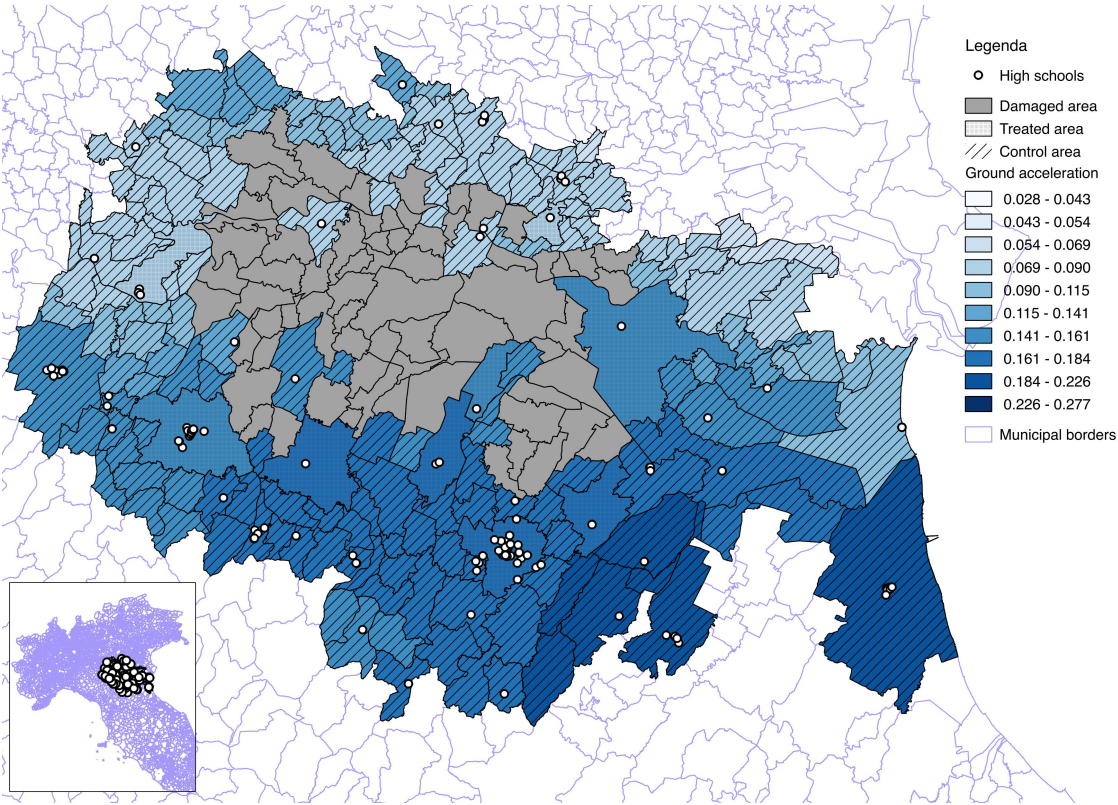 Legenda
High schools
Damaged area
Treated area
Control area
Ground acceleration
0.028 - 0.043
0.043 - 0.054
0.054 - 0.069
0.069 - 0.090
0.090 - 0.115
0.115 - 0.141
0.141 - 0.161
0.161 - 0.184
0.184 - 0.226
0.226 - 0.277
Municipal borders